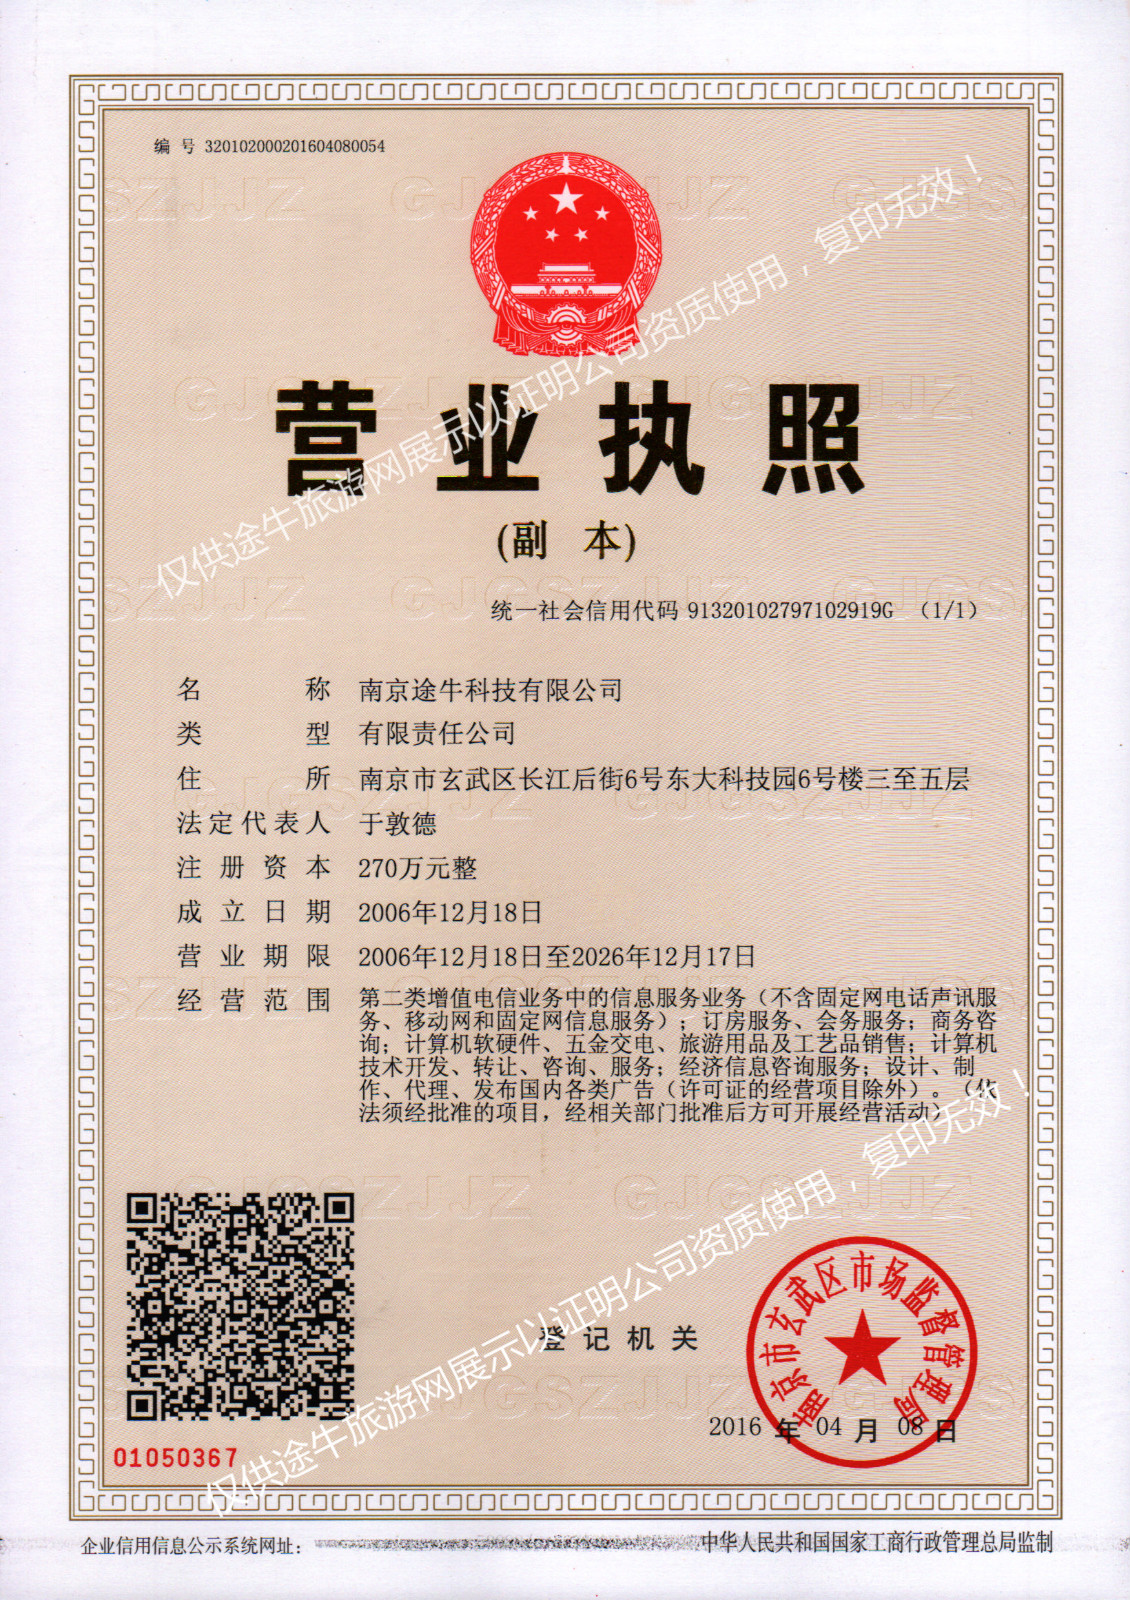 编 号 320102000201604080054
营业执照
(副 本)
统一社会信用代码 91320102797102919G （1/1）
名称 南京途牛科技有限公司
类型 有限责任公司
住所 南京市玄武区长江后街6号东大科技园6号楼三至五层
法定代表人 于敦德
注册资本 270万元整
成立日期 2006年12月18日
营业期限 2006年12月18日至2026年12月17日
经营范围 第二类增值电信业务中的信息服务业务（不含固定网电话声讯服
务、移动网和固定网信息服务）；订房服务、会务服务；商务咨
询；计算机软硬件、五金交电、旅游用品及工艺品销售；计算机
技术开发、转让、咨询、服务；经济信息咨询服务；设计、制
作、代理、发布国内各类广告（许可证的经营项目除外）。（依
法须经批准的项目，经相关部门批准后方可开展经营活动）
仅供途牛旅游网展示以证明公司资质使用，复印无效！
仅供途牛旅游网展示以证明公司资质使用，复印无效！
登记机关
南京市玄武区市场监督管理局
2016 年 04 月 08 日
01050367
企业信用信息公示系统网址：
中华人民共和国国家工商行政管理总局监制
GJGSZJJZ